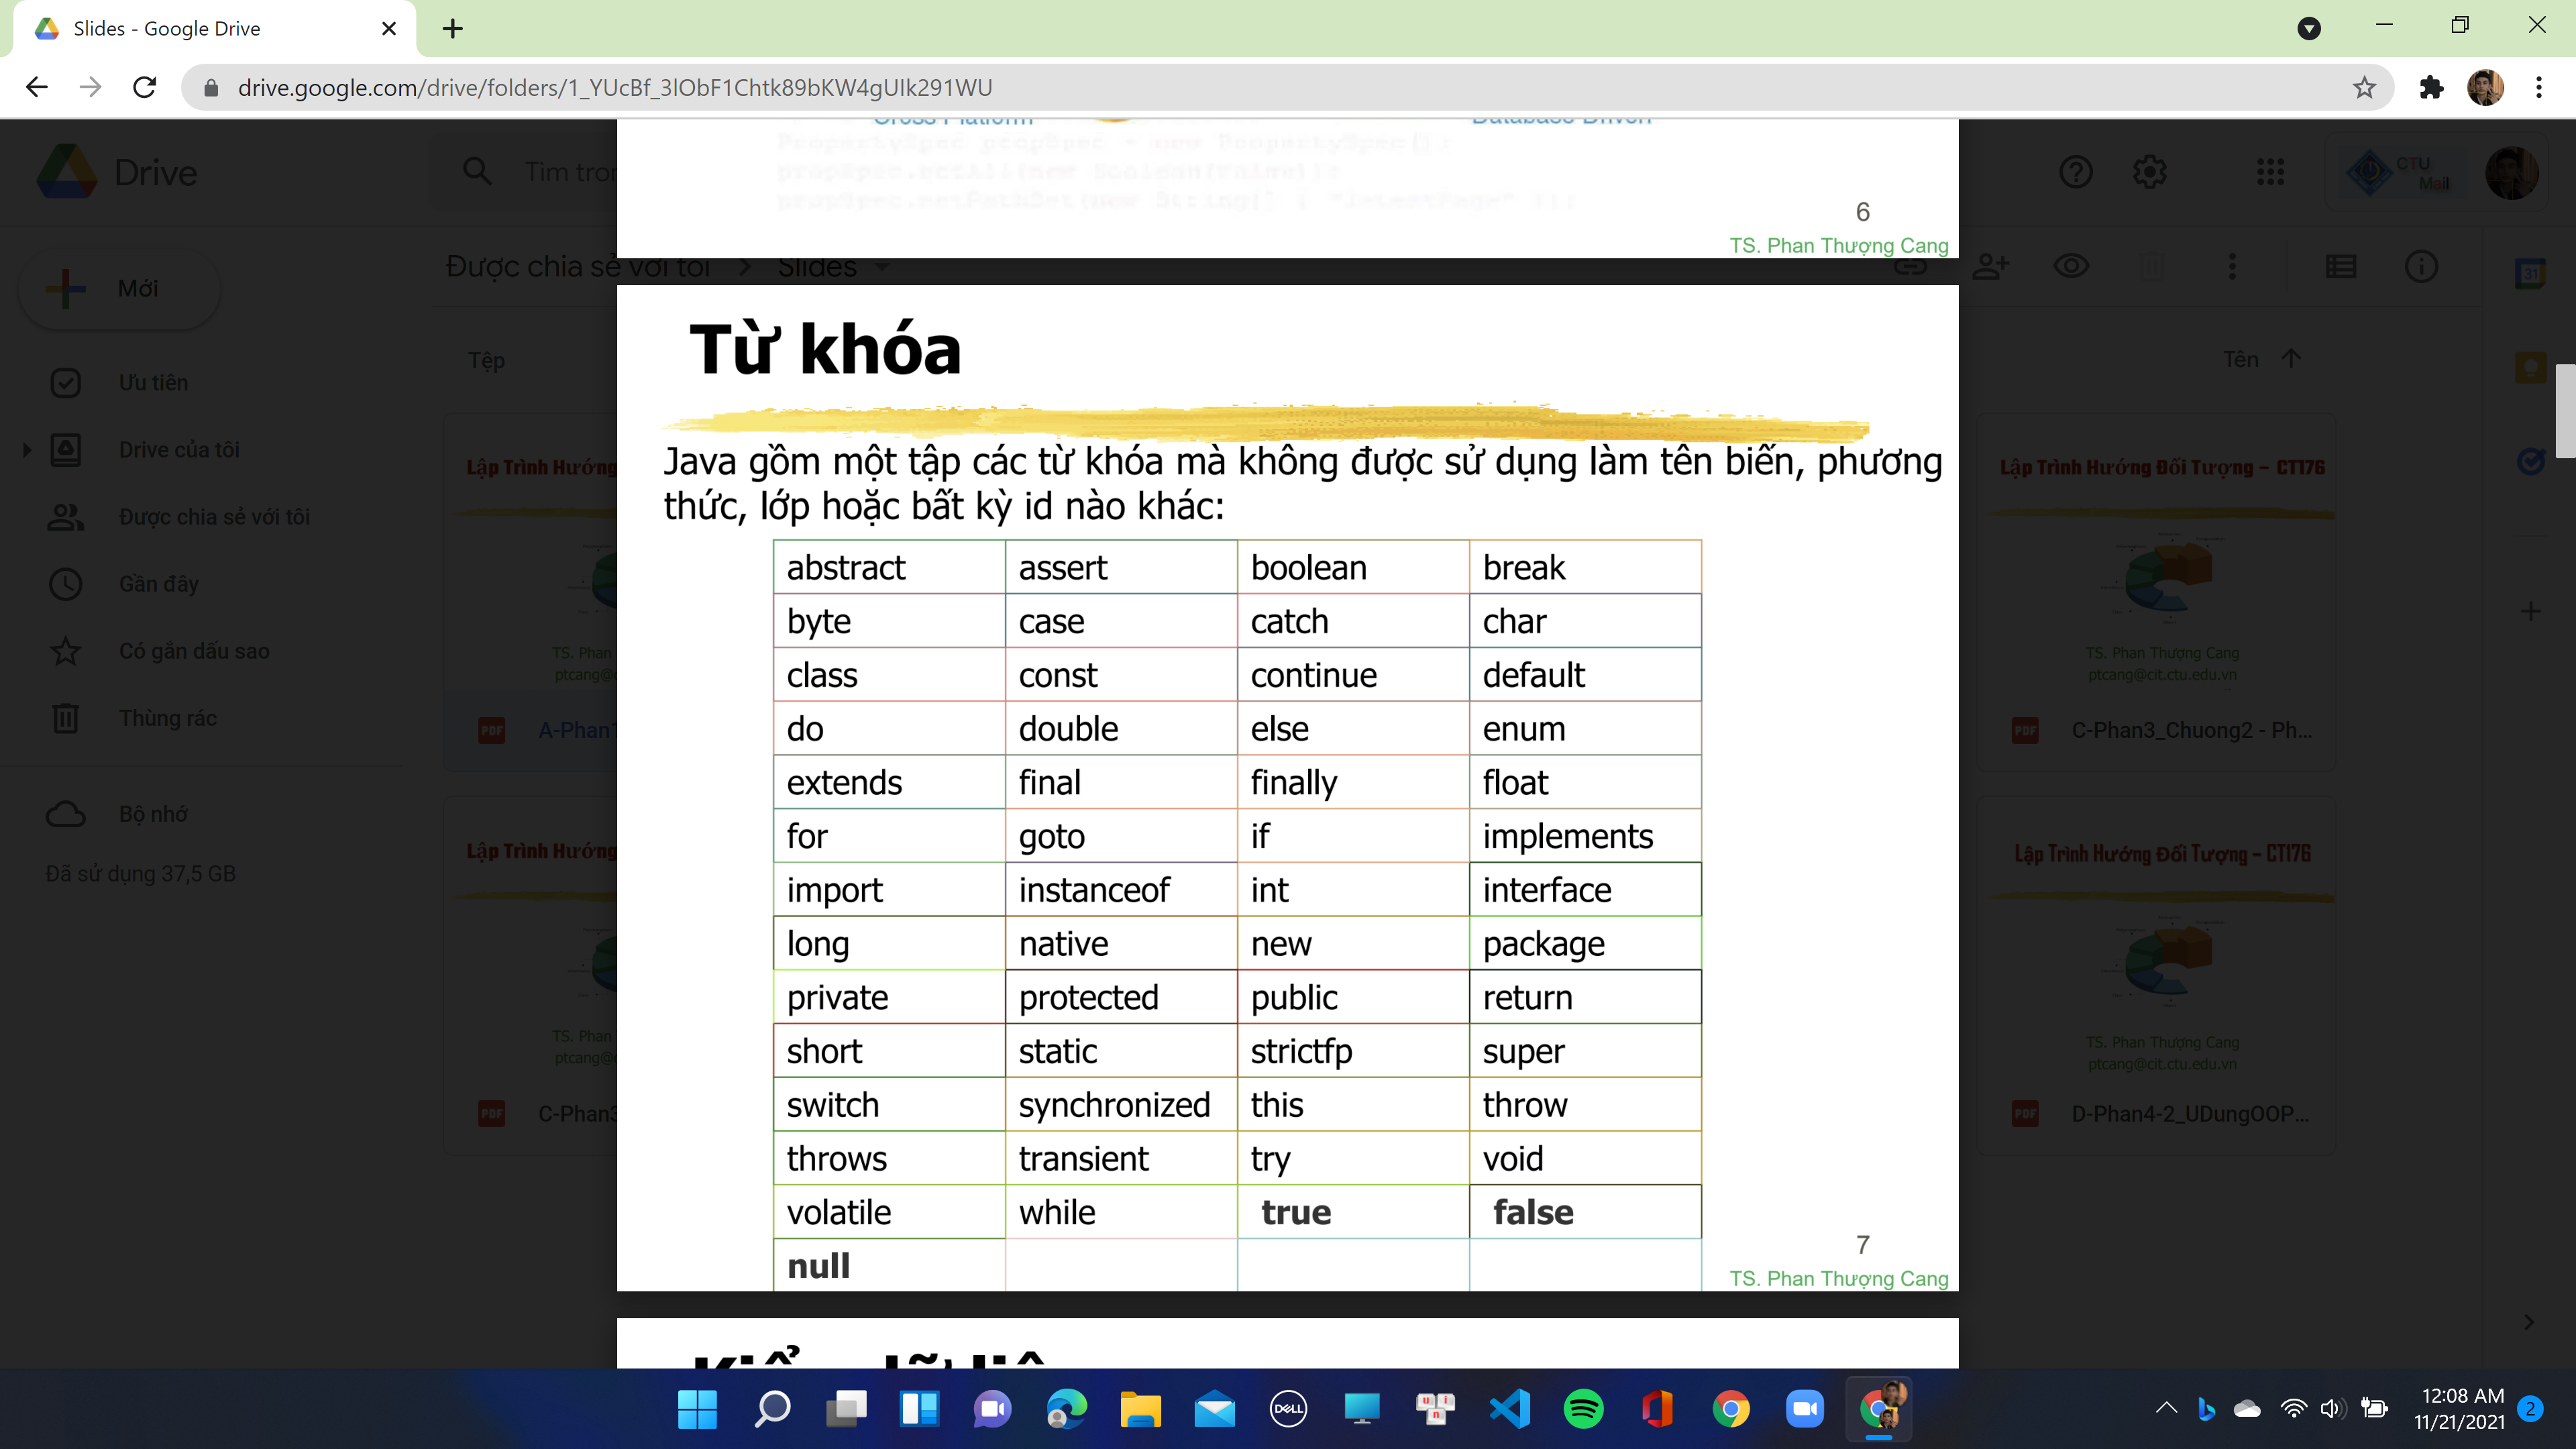 Slides - Google Drive
drive.google.com/drive/folders/1_YUcBf_3lObF1Chtk89bKW4gUIk291WU
Drive
Tìm tron
CTU
Mail
Mới
Được chia sẻ với tôi
Slides
Tệp
Tên
Ưu tiên
Drive của tôi
Được chia sẻ với tôi
Gần đây
Có gắn dấu sao
Thùng rác
Bộ nhớ
Đã sử dụng 37,5 GB
Lập Trình Hướng
TS. Phan
ptcang@
A-Phan1
Lập Trình Hướng
TS. Phan
ptcang@
C-Phan3
Cross Platform
Database Driven
6
TS. Phan Thượng Cang
Từ khóa
Java gồm một tập các từ khóa mà không được sử dụng làm tên biến, phương
thức, lớp hoặc bất kỳ id nào khác:
abstract assert boolean break
byte case catch char
class const continue default
do double else enum
extends final finally float
for goto if implements
import instanceof int interface
long native new package
private protected public return
short static strictfp super
switch synchronized this throw
throws transient try void
volatile while true false
null
7
TS. Phan Thượng Cang
Lập Trình Hướng Đối Tượng – CT176
TS. Phan Thượng Cang
ptcang@cit.ctu.edu.vn
C-Phan3_Chuong2 - Ph...
Lập Trình Hướng Đối Tượng – CT176
TS. Phan Thượng Cang
ptcang@cit.ctu.edu.vn
D-Phan4-2_UDungOOP...
12:08 AM
11/21/2021
2